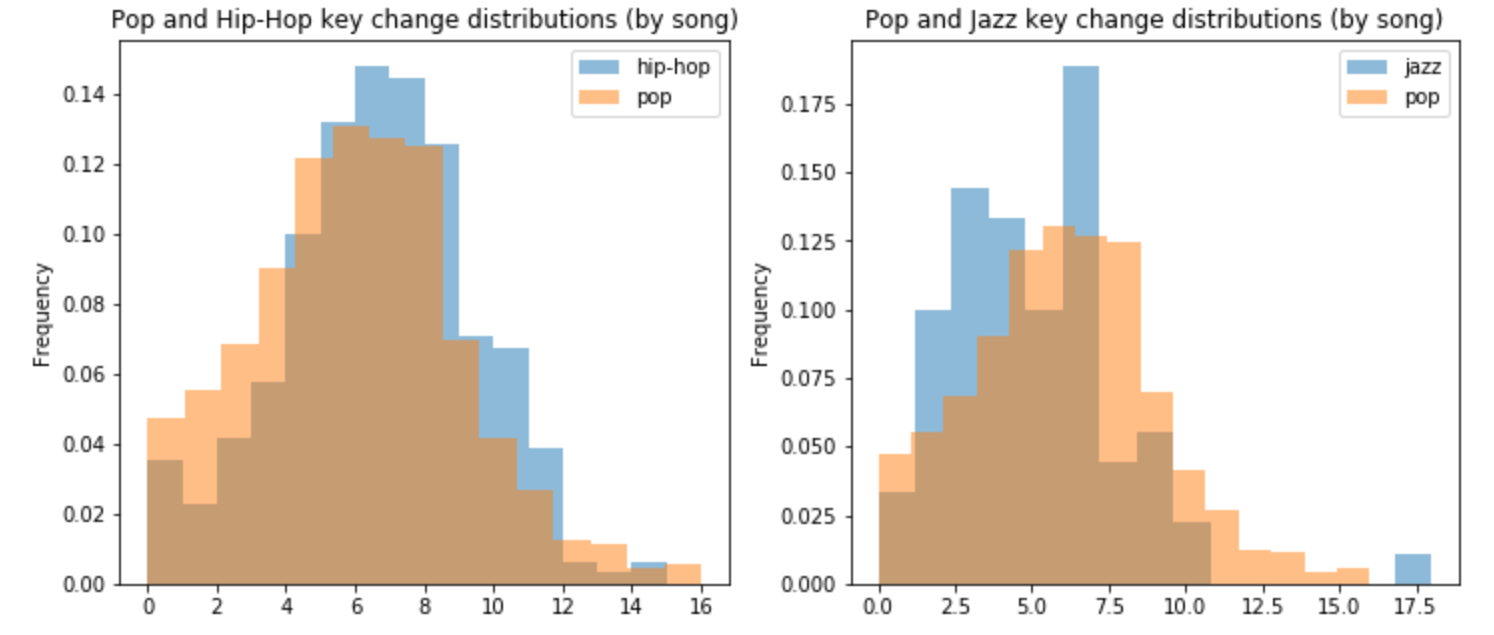 Pop and Hip-Hop key change distributions (by song)
hip-hop
pop
Frequency
0.14
0.12
0.10
0.08
0.06
0.04
0.02
0.00
0 2 4 6 8 10 12 14 16
Pop and Jazz key change distributions (by song)
jazz
pop
Frequency
0.175
0.150
0.125
0.100
0.075
0.050
0.025
0.000
0.0 2.5 5.0 7.5 10.0 12.5 15.0 17.5